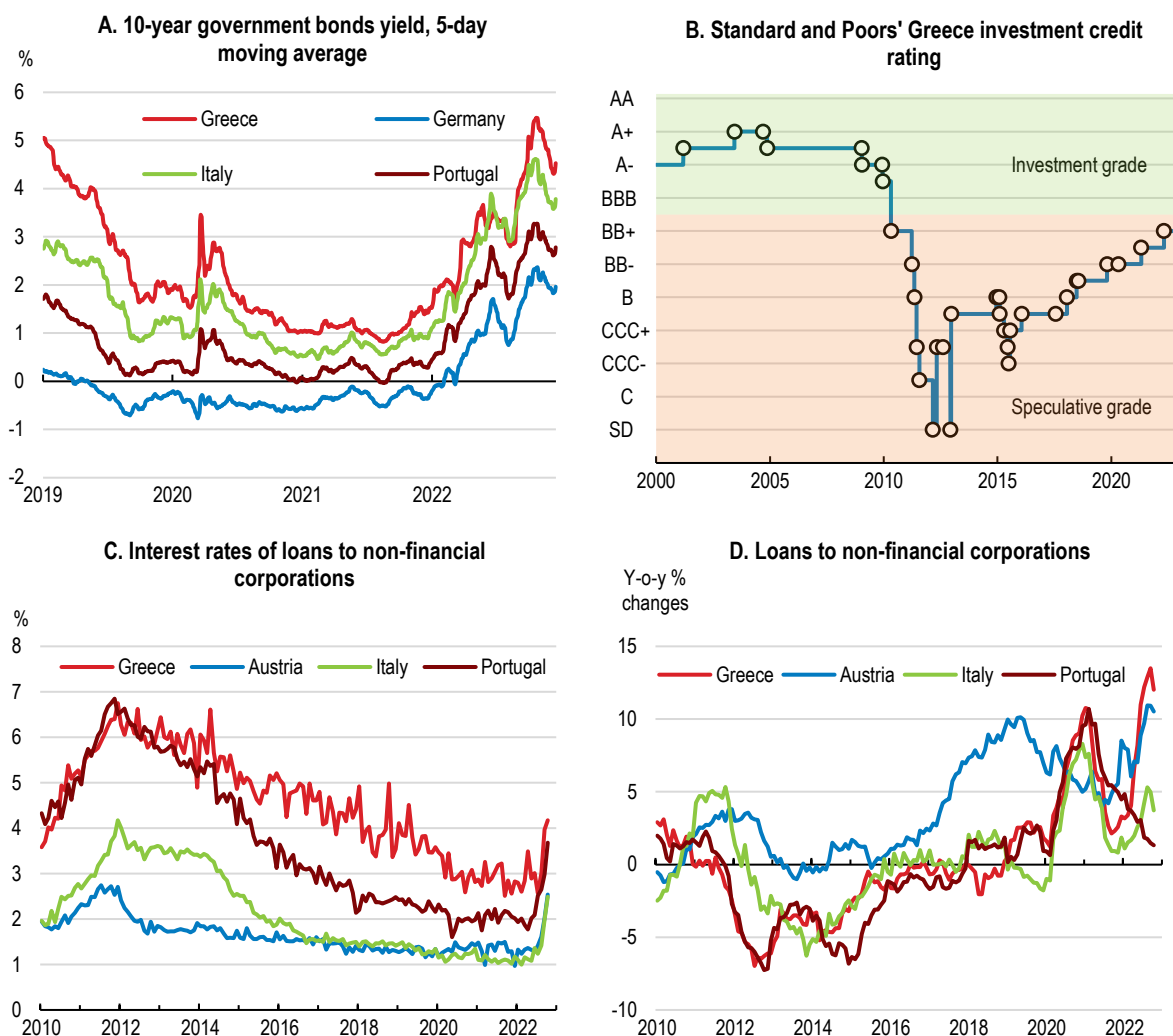 A. 10-year government bonds yield, 5-day
moving average
%
6
5
4
3
2
1
0
-1
-2
Greece
Germany
Italy
Portugal
2019
2020
2021
2022
B. Standard and Poors' Greece investment credit
rating
AA
A+
A-
BBB
BB+
BB-
B
CCC+
CCC-
C
SD
Investment grade
Speculative grade
2000
2005
2010
2015
2020
C. Interest rates of loans to non-financial
corporations
%
8
7
6
5
4
3
2
1
0
Greece
Austria
Italy
Portugal
2010
2012
2014
2016
2018
2020
2022
D. Loans to non-financial corporations
Y-o-y %
changes
15
10
5
0
-5
-10
Greece
Austria
Italy
Portugal
2010
2012
2014
2016
2018
2020
2022